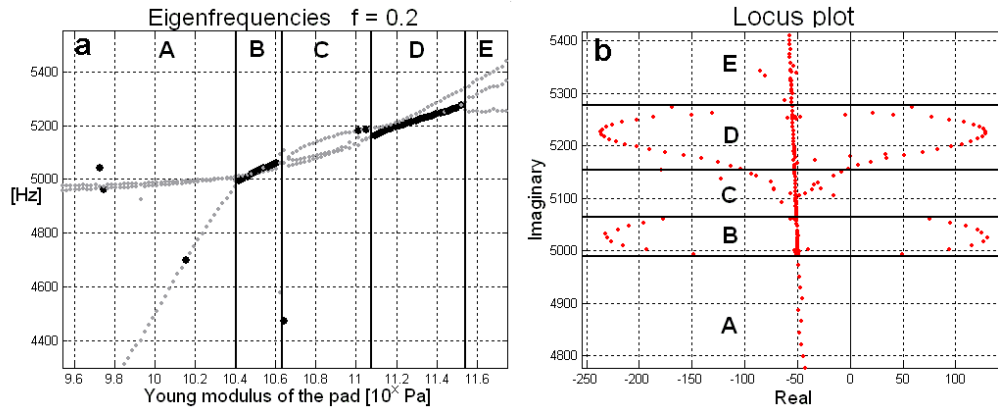 Eigenfrequencies f = 0.2
a
A B C D E
5400
5200
5000
[Hz]
4800
4600
4400
9.6 9.8 10 10.2 10.4 10.6 10.8 11 11.2 11.4 11.6
Young modulus of the pad [10^x Pa]
Locus plot
b
5400
E
5300
D
5200
Imaginary
C
5100
B
5000
4900
A
4800
-250 -200 -150 -100 -50 0 50 100
Real